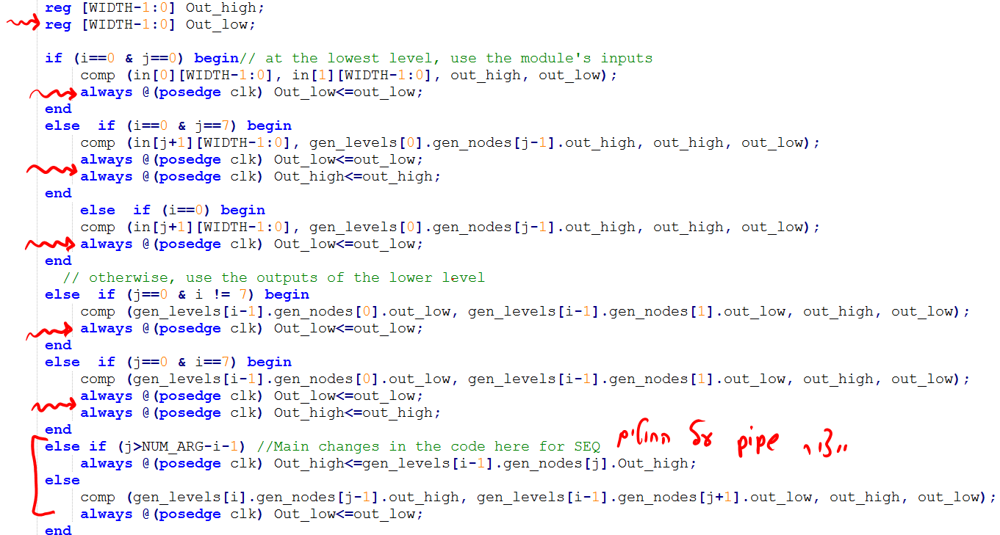 reg [WIDTH-1:0] Out_high;
reg [WIDTH-1:0] Out_low;
if (i==0 & j==0) begin// at the lowest level, use the module's inputs
comp (in[0][WIDTH-1:0], in[1][WIDTH-1:0], out_high, out_low);
always @(posedge clk) Out_low<=out_low;
end
else  if (i==0 & j==7) begin
comp (in[j+1][WIDTH-1:0], gen_levels[0].gen_nodes[j-1].out_high, out_high, out_low);
always @(posedge clk) Out_low<=out_low;
always @(posedge clk) Out_high<=out_high;
end
else  if (i==0) begin
comp (in[j+1][WIDTH-1:0], gen_levels[0].gen_nodes[j-1].out_high, out_high, out_low);
always @(posedge clk) Out_low<=out_low;
end
// otherwise, use the outputs of the lower level
else  if (j==0 & i != 7) begin
comp (gen_levels[i-1].gen_nodes[0].out_low, gen_levels[i-1].gen_nodes[1].out_low, out_high, out_low);
always @(posedge clk) Out_low<=out_low;
end
else  if (j==0 & i==7) begin
comp (gen_levels[i-1].gen_nodes[0].out_low, gen_levels[i-1].gen_nodes[1].out_low, out_high, out_low);
always @(posedge clk) Out_low<=out_low;
always @(posedge clk) Out_high<=out_high;
end
else if (j>NUM_ARG-i-1) //Main changes in the code here for SEQ של pipe
always @(posedge clk) Out_high<=gen_levels[i-1].gen_nodes[j].Out_high;
else
comp (gen_levels[i].gen_nodes[j-1].out_high, gen_levels[i-1].gen_nodes[j+1].out_low, out_high, out_low);
always @(posedge clk) Out_low<=out_low;
end